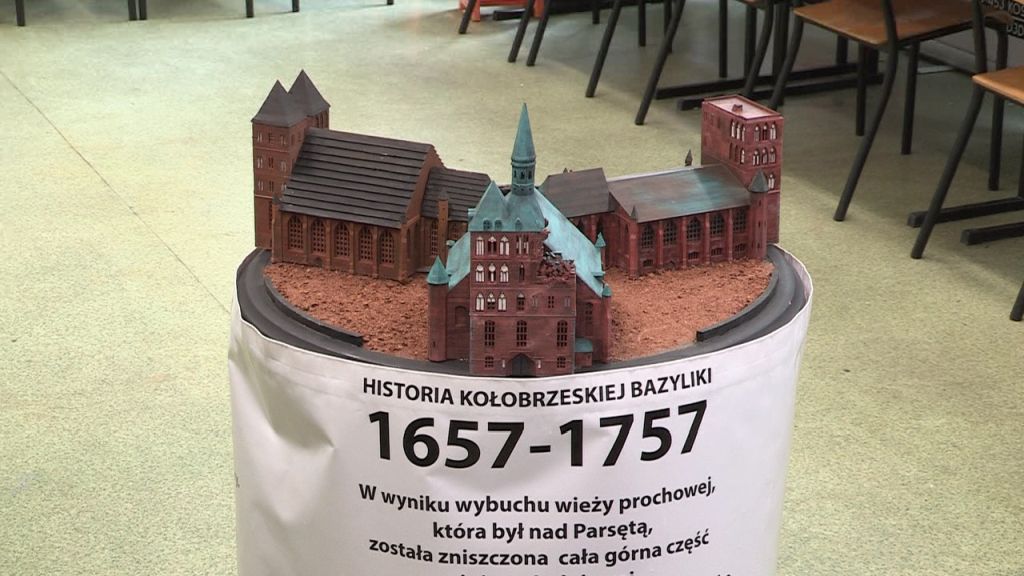 HISTORIA KOŁOBRZESKIEJ BAZYLIKI
1657-1757
W wyniku wybuchu wieży prochowej,
która był nad Parsętą,
została zniszczona cała górna część